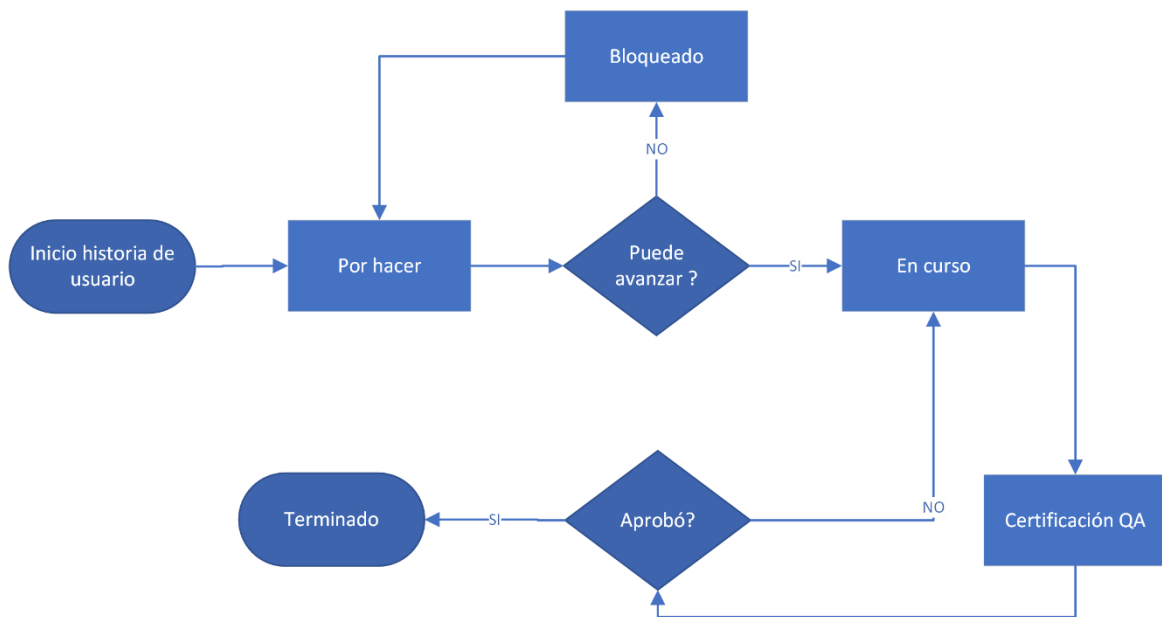 Bloqueado
NO
Inicio historia de
usuario
Por hacer
Puede
avanzar ?
SI
En curso
Terminado
SI
Aprobó?
NO
Certificación QA